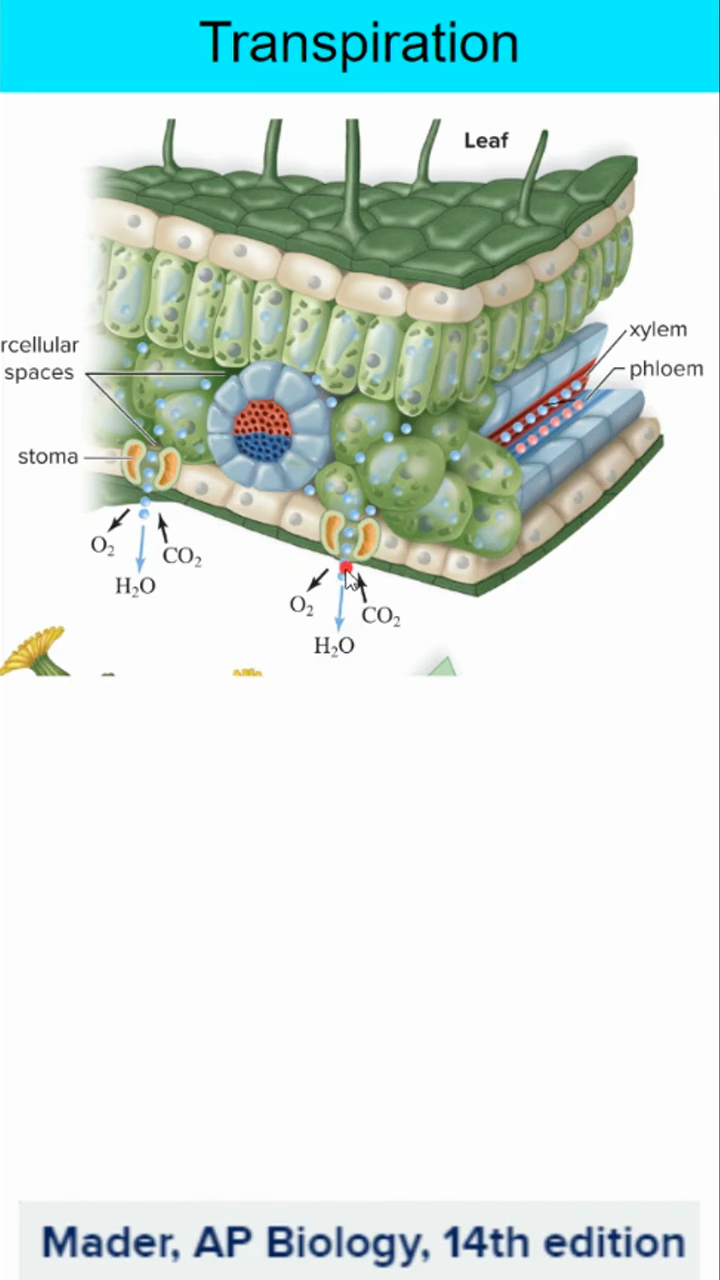 Transpiration
Leaf
rcellular
spaces
xylem
phloem
stoma
O₂
CO₂
H₂O
O₂
CO₂
H₂O
Mader, AP Biology, 14th edition